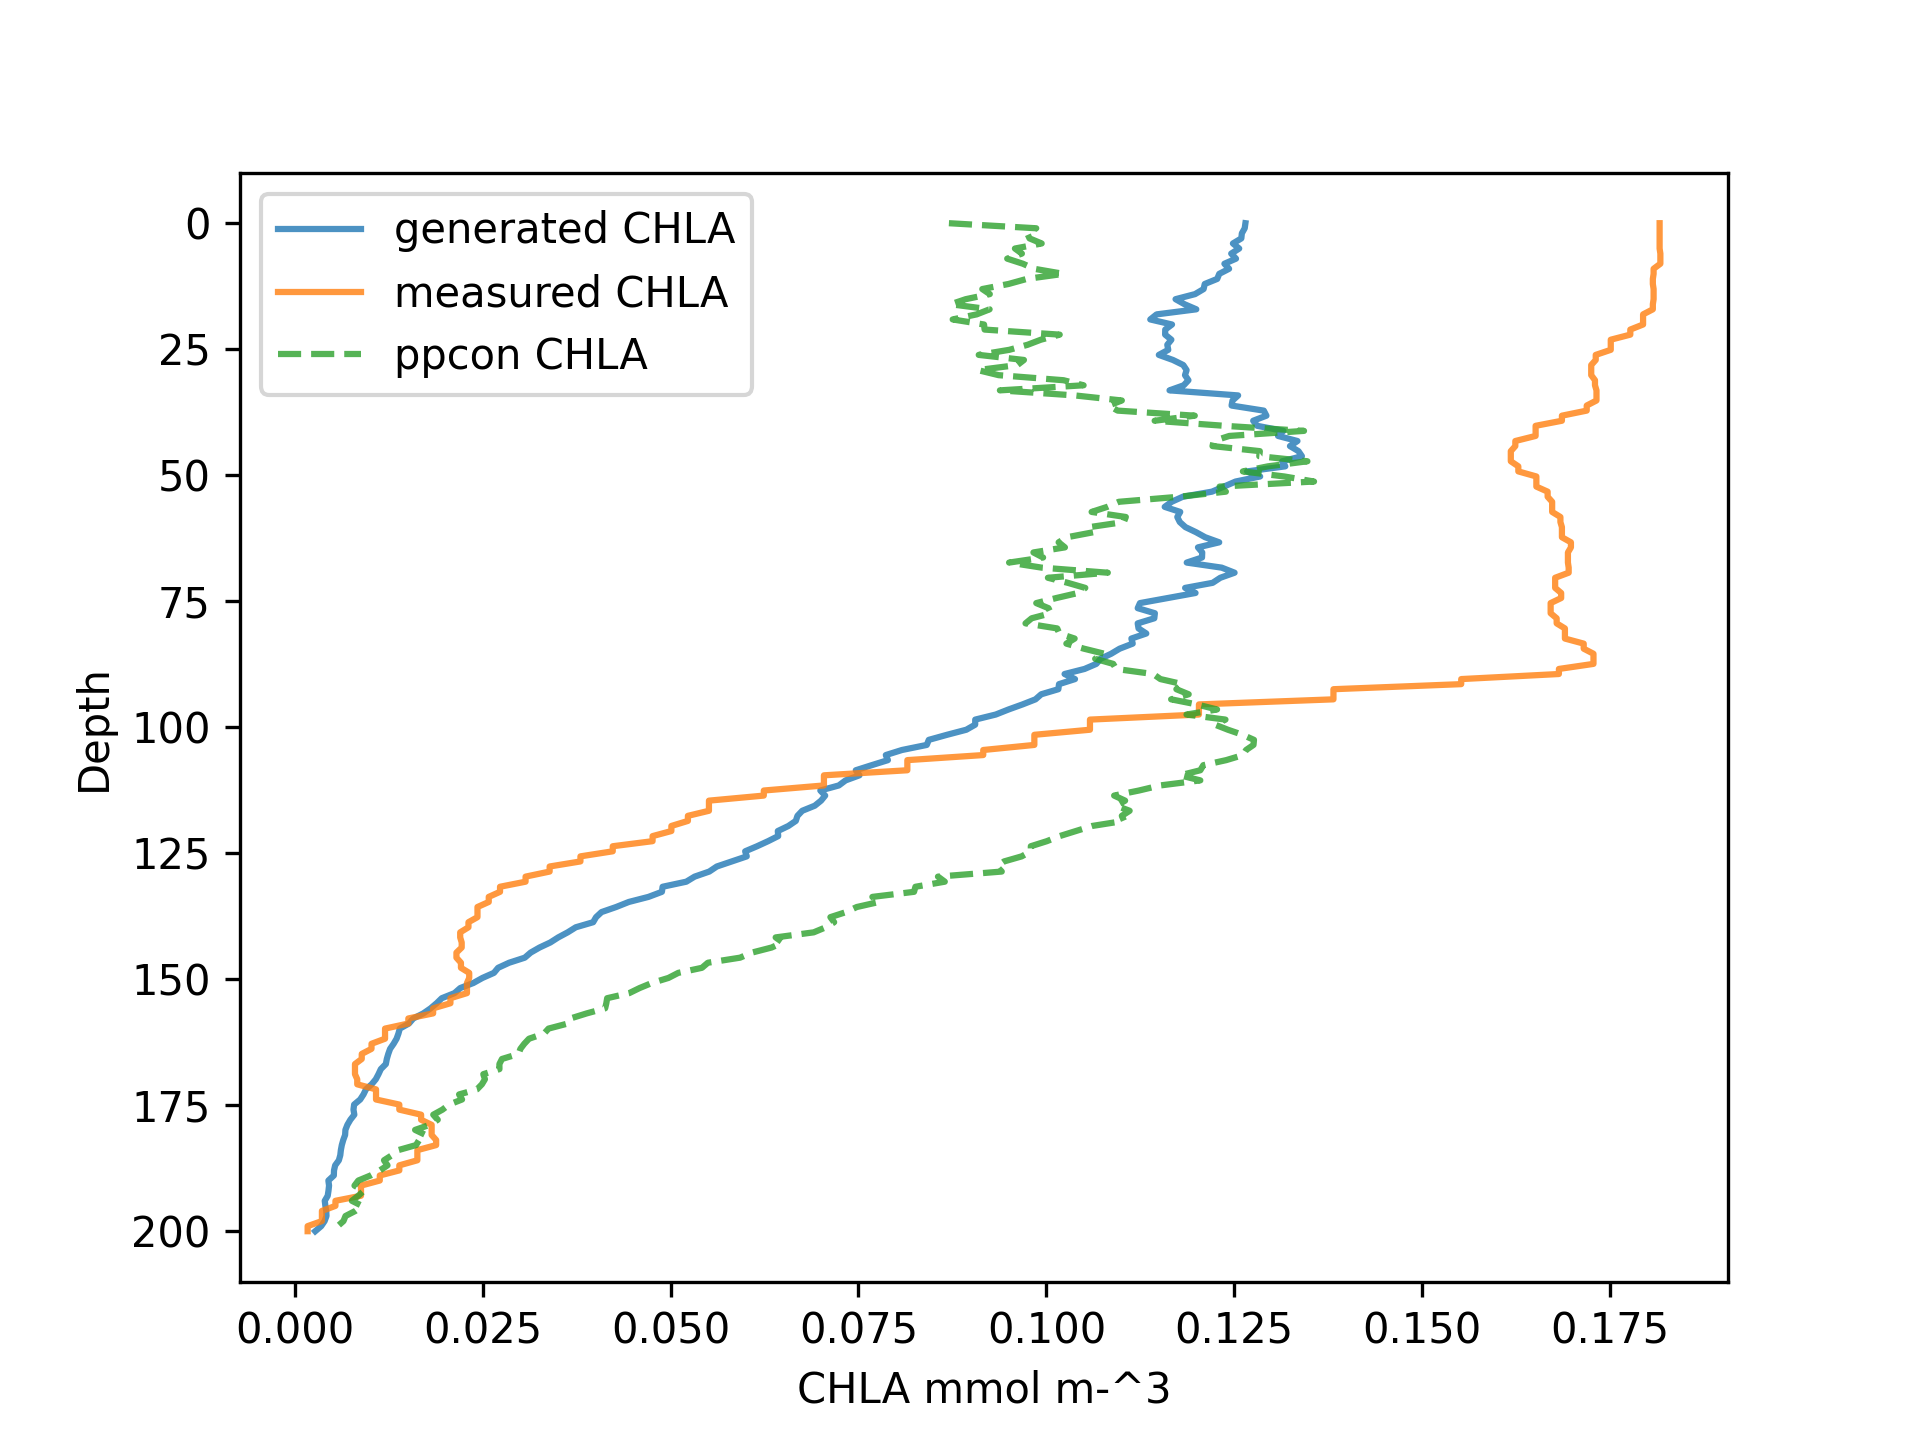 generated CHLA
measured CHLA
ppcon CHLA
0
25
50
75
100
125
150
175
200
Depth
0.000 0.025 0.050 0.075 0.100 0.125 0.150 0.175
CHLA mmol m-^3